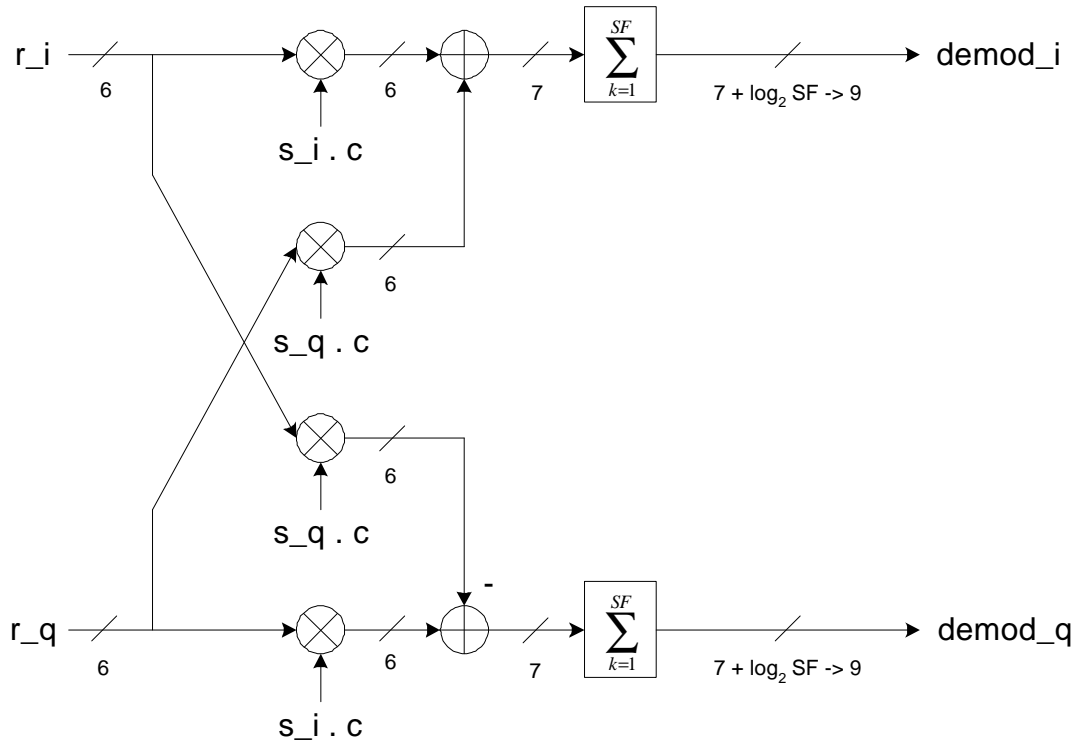 r_i
6
6
7
SF
∑
k=1
7 + log₂ SF -> 9
demod_i
s_i . c
6
s_q . c
6
s_q . c
-
r_q
6
6
7
SF
∑
k=1
7 + log₂ SF -> 9
demod_q
s_i . c